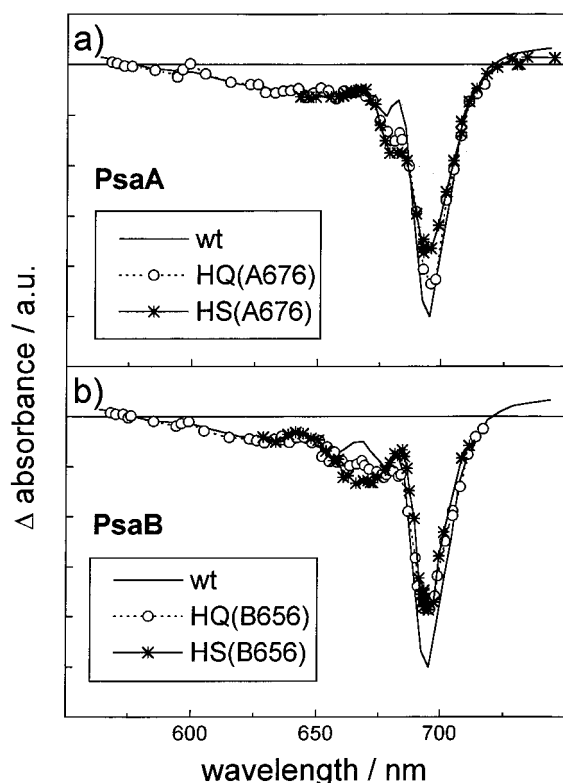 a)
PsaA
wt
HQ(A676)
HS(A676)
b)
PsaB
wt
HQ(B656)
HS(B656)
Δ absorbance / a.u.
600 650 700
wavelength / nm